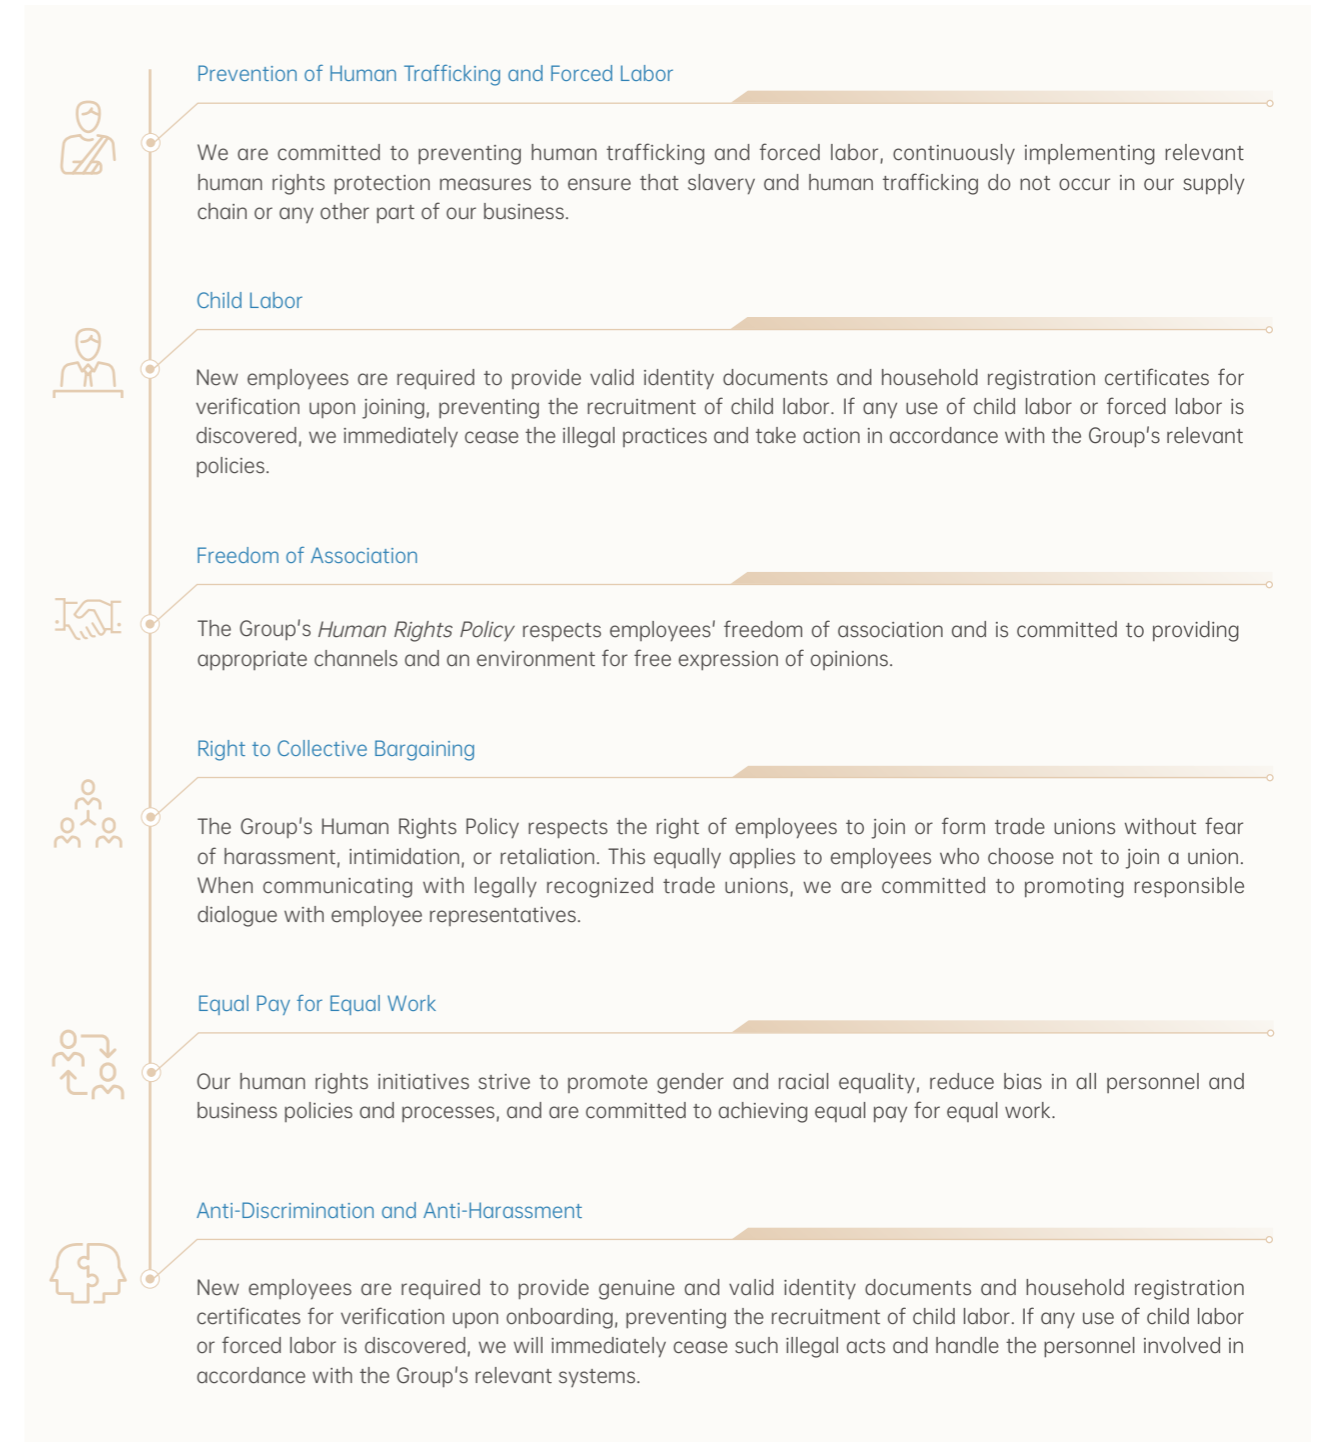 Prevention of Human Trafficking and Forced Labor
We are committed to preventing human trafficking and forced labor, continuously implementing relevant
human rights protection measures to ensure that slavery and human trafficking do not occur in our supply
chain or any other part of our business.
Child Labor
New employees are required to provide valid identity documents and household registration certificates for
verification upon joining, preventing the recruitment of child labor. If any use of child labor or forced labor is
discovered, we immediately cease the illegal practices and take action in accordance with the Group's relevant
policies.
Freedom of Association
The Group's Human Rights Policy respects employees' freedom of association and is committed to providing
appropriate channels and an environment for free expression of opinions.
Right to Collective Bargaining
The Group's Human Rights Policy respects the right of employees to join or form trade unions without fear
of harassment, intimidation, or retaliation. This equally applies to employees who choose not to join a union.
When communicating with legally recognized trade unions, we are committed to promoting responsible
dialogue with employee representatives.
Equal Pay for Equal Work
Our human rights initiatives strive to promote gender and racial equality, reduce bias in all personnel and
business policies and processes, and are committed to achieving equal pay for equal work.
Anti-Discrimination and Anti-Harassment
New employees are required to provide genuine and valid identity documents and household registration
certificates for verification upon onboarding, preventing the recruitment of child labor. If any use of child labor
or forced labor is discovered, we will immediately cease such illegal acts and handle the personnel involved in
accordance with the Group's relevant systems.